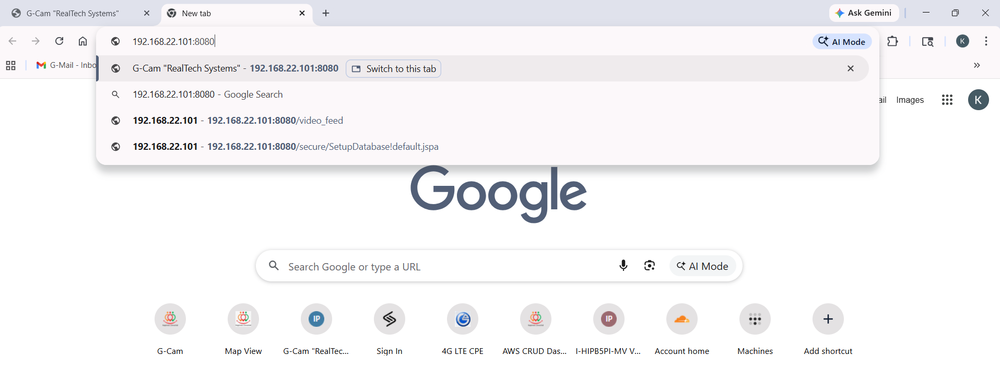 G-Cam "RealTech Systems"
New tab
Ask Gemini
192.168.22.101:8080
AI Mode
K
G-Mail - Inbo
G-Cam "RealTech Systems" - 192.168.22.101:8080
Switch to this tab
192.168.22.101:8080 - Google Search
192.168.22.101 - 192.168.22.101:8080/video_feed
192.168.22.101 - 192.168.22.101:8080/secure/SetupDatabase!default.jspa
ail
Images
K
Google
Search Google or type a URL
AI Mode
IP
IP
G-Cam
Map View
G-Cam "RealTec...
Sign In
4G LTE CPE
AWS CRUD Das...
I-HIPB5PI-MV V...
Account home
Machines
Add shortcut